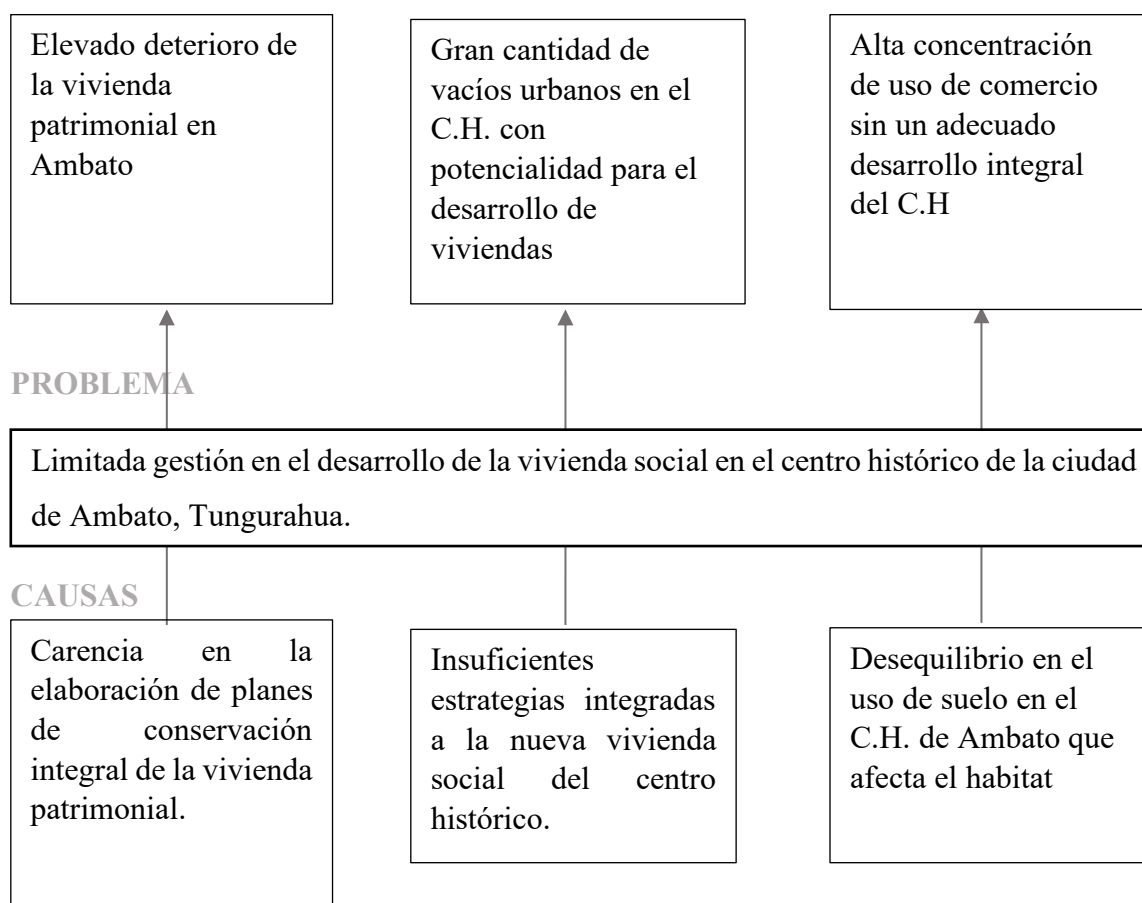 Elevado deterioro de
la vivienda
patrimonial en
Ambato
Gran cantidad de
vacíos urbanos en el
C.H. con
potencialidad para el
desarrollo de
viviendas
Alta concentración
de uso de comercio
sin un adecuado
desarrollo integral
del C.H
PROBLEMA
Limitada gestión en el desarrollo de la vivienda social en el centro histórico de la ciudad
de Ambato, Tungurahua.
CAUSAS
Carencia en la
elaboración de planes
de conservación
integral de la vivienda
patrimonial.
Insuficientes
estrategias integradas
a la nueva vivienda
social del centro
histórico.
Desequilibrio en el
uso de suelo en el
C.H. de Ambato que
afecta el habitat